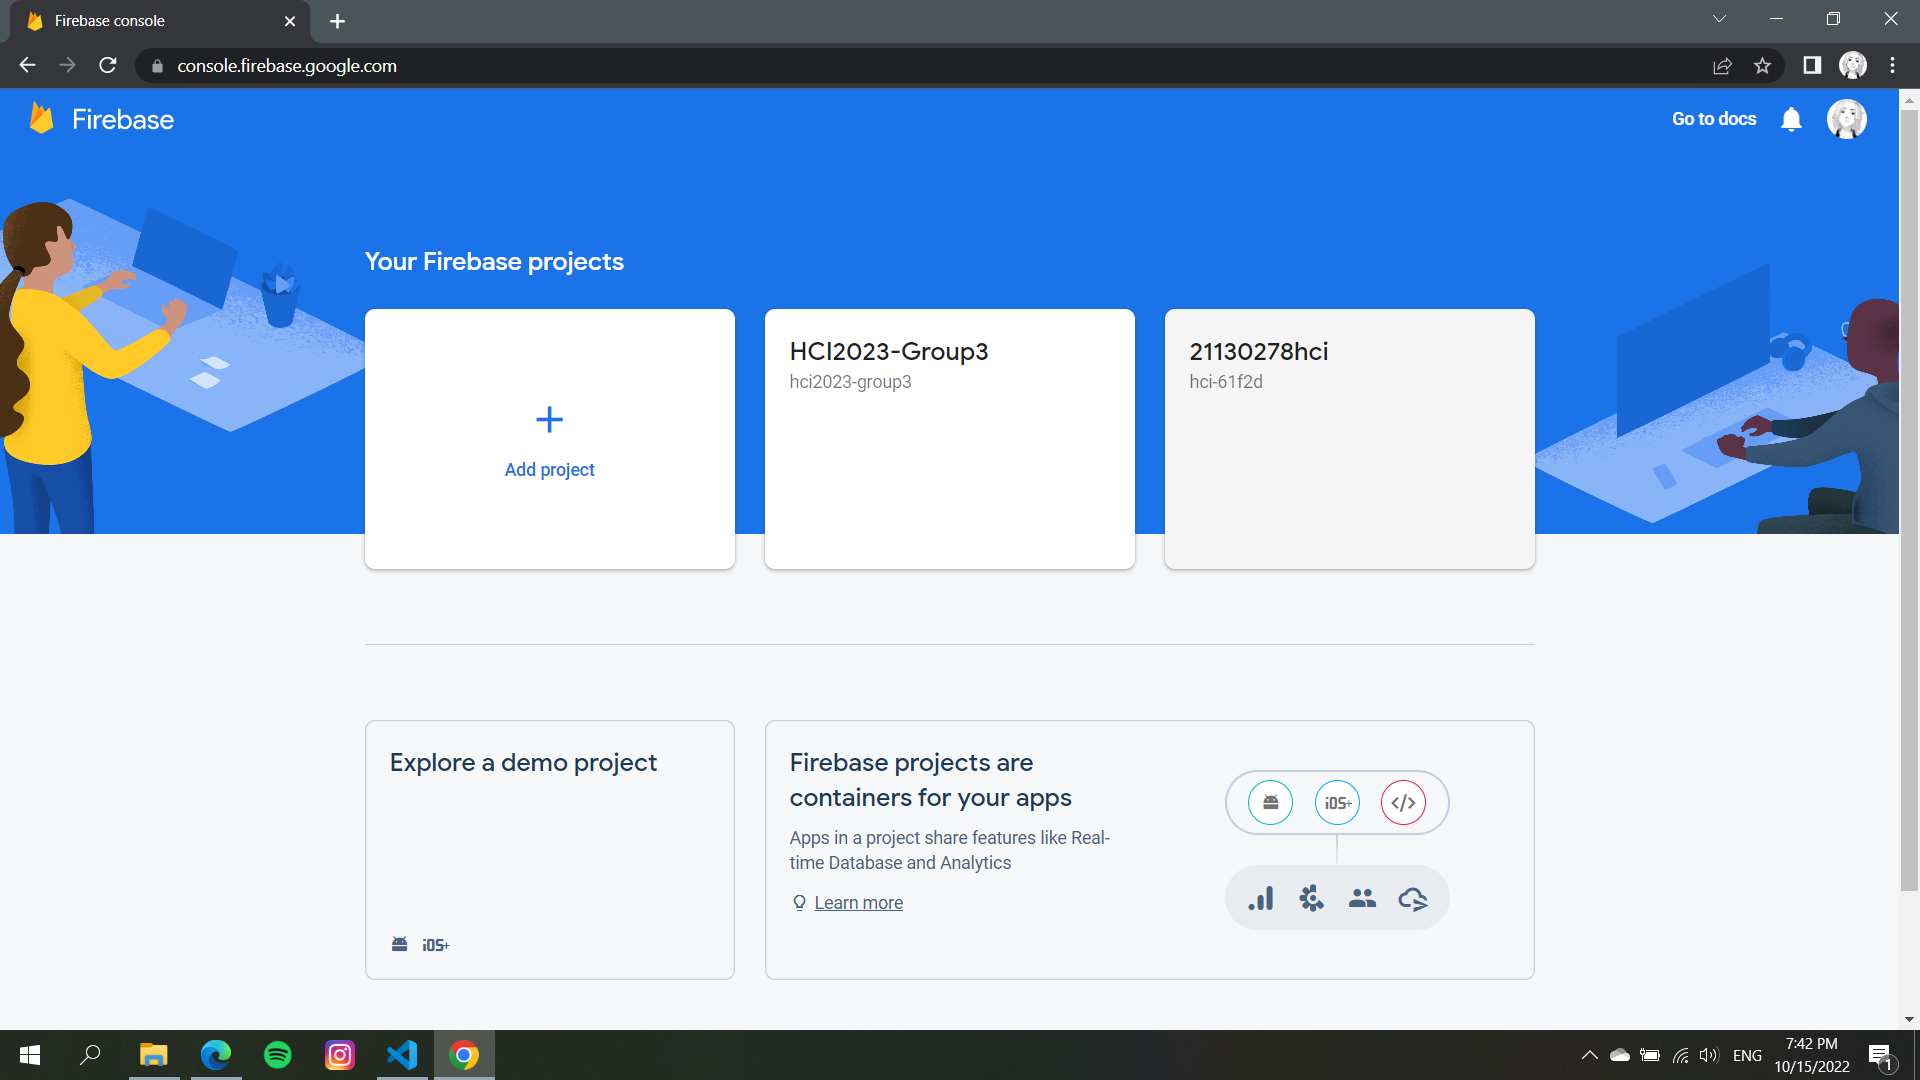 Firebase console
console.firebase.google.com
Firebase
Go to docs
Your Firebase projects
Add project
HCI2023-Group3
hci2023-group3
21130278hci
hci-61f2d
Explore a demo project
iOS+
Firebase projects are
containers for your apps
Apps in a project share features like Real-
time Database and Analytics
Learn more
iOS+
ENG
7:42 PM
10/15/2022
1